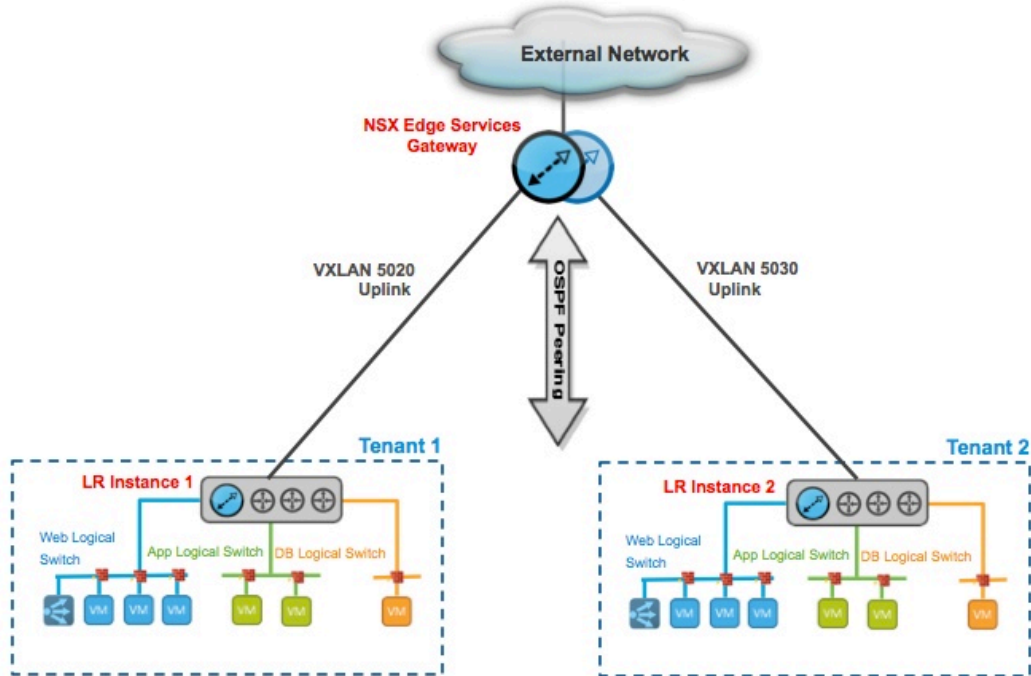 External Network
NSX Edge Services
Gateway
VXLAN 5020
Uplink
VXLAN 5030
Uplink
OSPF Peering
Tenant 1
LR Instance 1
Web Logical
Switch
App Logical Switch
DB Logical Switch
VM
VM
VM
VM
VM
VM
Tenant 2
LR Instance 2
Web Logical
Switch
App Logical Switch
DB Logical Switch
VM
VM
VM
VM
VM
VM